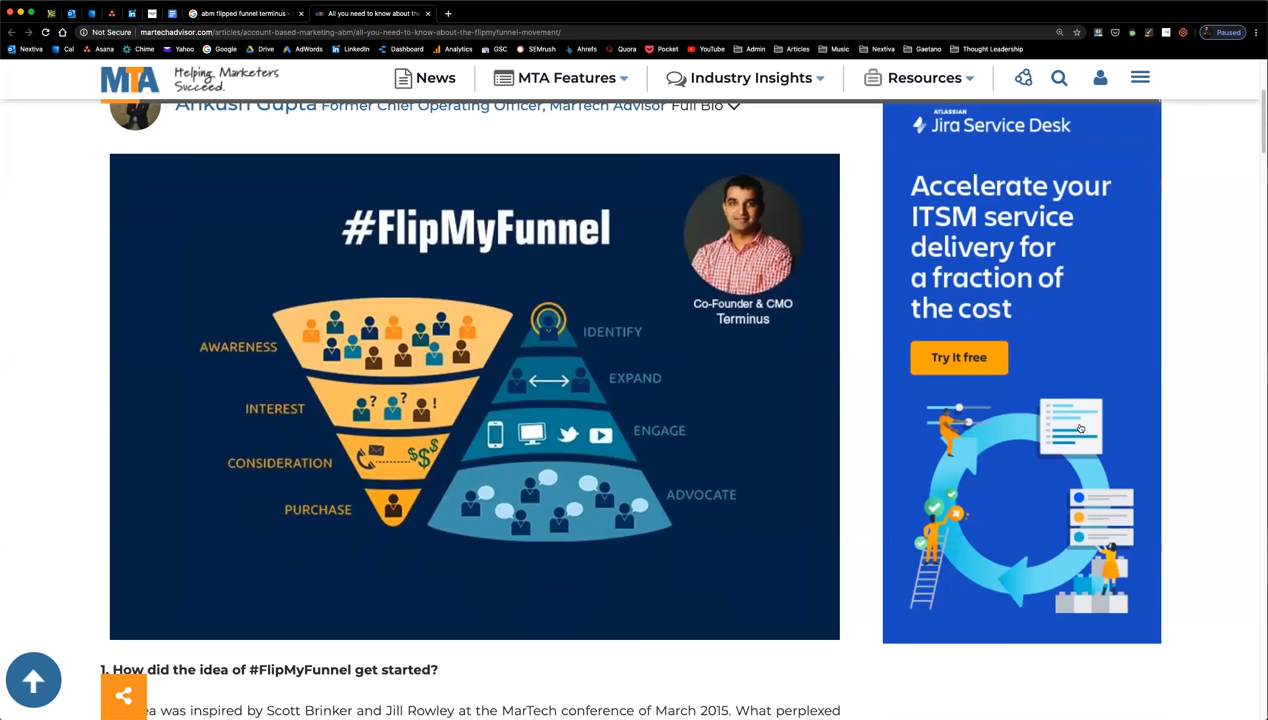 abm flipped funnel terminus -
All you need to know about the
Not Secure
martechadvisor.com/articles/account-based-marketing-abm/all-you-need-to-know-about-the-flipmyfunnel-movement/
Paused
Nextiva
Cal
Asana
Chime
Yahoo
Google
Drive
AdWords
LinkedIn
Dashboard
Analytics
GSC
SEMrush
Ahrefs
Quora
Pocket
YouTube
Admin
Articles
Music
Nextiva
Gaetano
Thought Leadership
MTA
Helping Marketers
Succeed.
News
MTA Features
Industry Insights
Resources
Ankush Gupta Former Chief Operating Officer, MarTech Advisor Full Bio
#FlipMyFunnel
Co-Founder & CMO
Terminus
AWARENESS
INTEREST
CONSIDERATION
PURCHASE
IDENTIFY
EXPAND
ENGAGE
ADVOCATE
ATLASSIAN
Jira Service Desk
Accelerate your
ITSM service
delivery for
a fraction of
the cost
Try It free
1. How did the idea of #FlipMyFunnel get started?
ea was inspired by Scott Brinker and Jill Rowley at the MarTech conference of March 2015. What perplexed